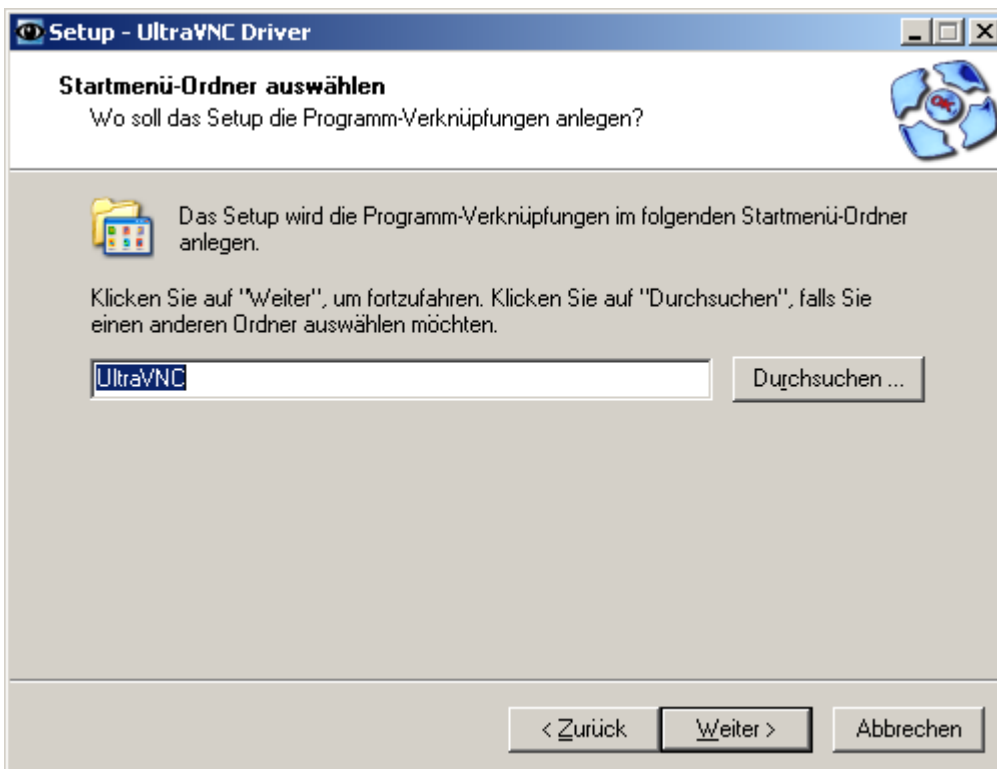 Setup - UltraVNC Driver
Startmenü-Ordner auswählen
Wo soll das Setup die Programm-Verknüpfungen anlegen?
Das Setup wird die Programm-Verknüpfungen im folgenden Startmenü-Ordner
anlegen.
Klicken Sie auf "Weiter", um fortzufahren. Klicken Sie auf "Durchsuchen", falls Sie
einen anderen Ordner auswählen möchten.
UltraVNC
Durchsuchen ...
< Zurück
Weiter >
Abbrechen